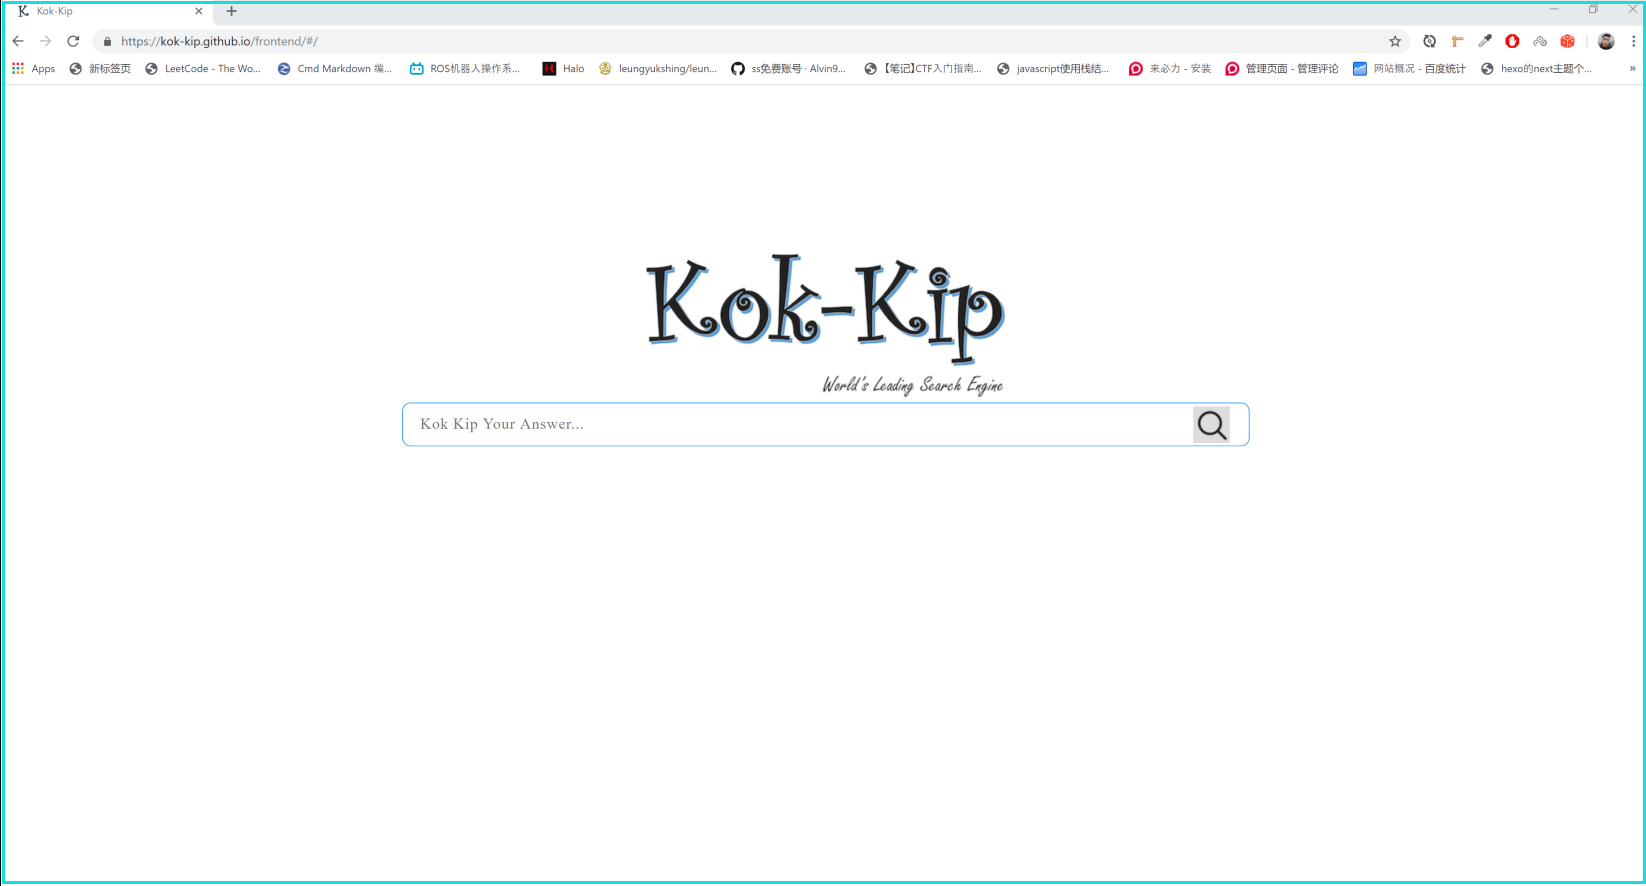 Kok-Kip
https://kok-kip.github.io/frontend/#/
Apps 新标签页 LeetCode - The Wo... Cmd Markdown 编... ROS机器人操作系... Halo leungyukshing/leun... ss免费账号 · Alvin9... 【笔记】CTF入门指南... javascript使用栈结... 来必力 - 安装 管理页面 - 管理评论 网站概况 - 百度统计 hexo的next主题个... »
Kok-Kip
World's Leading Search Engine
Kok Kip Your Answer...